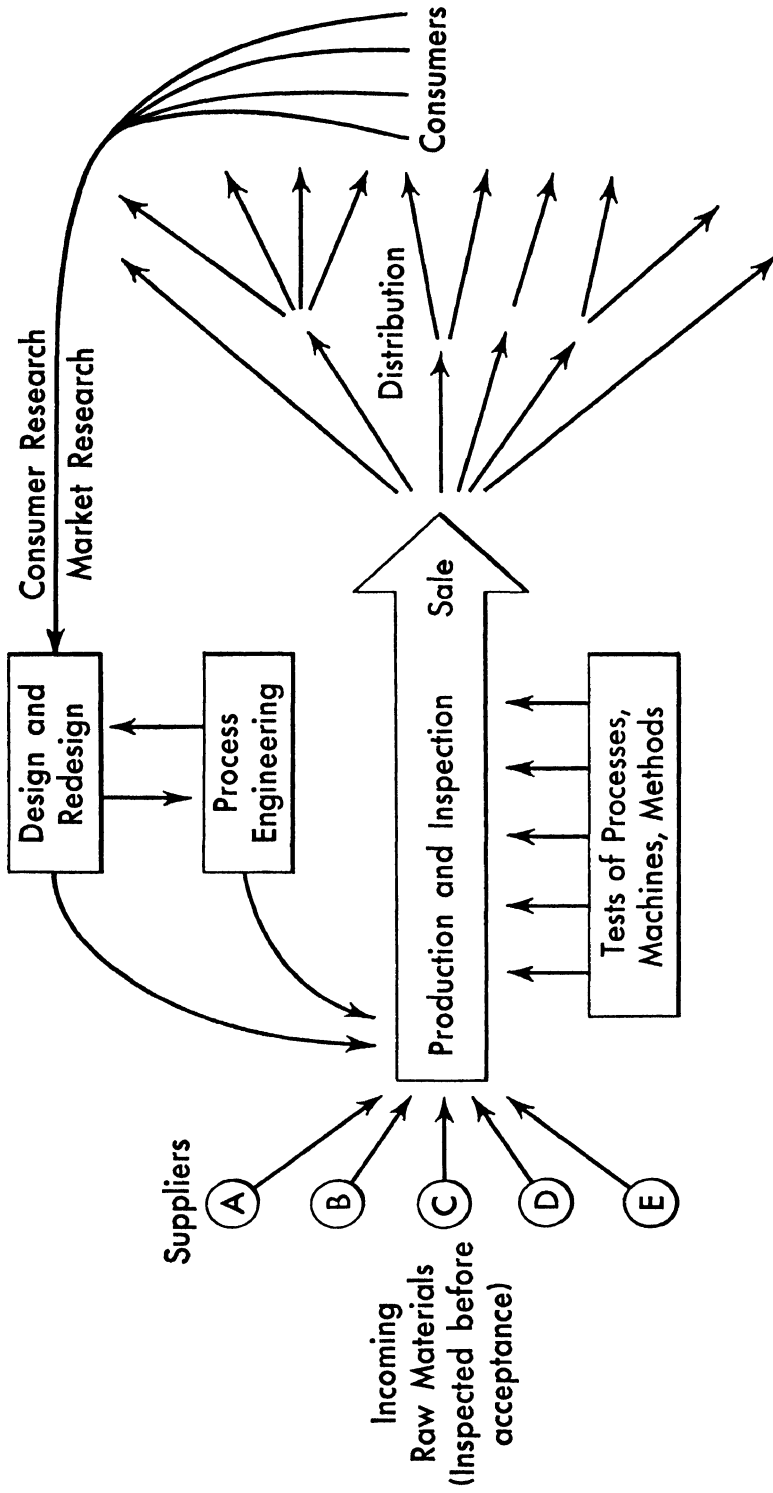 Consumer Research
Market Research
Design and
Redesign
Process
Engineering
Suppliers
A
B
C
D
E
Incoming
Raw Materials
(Inspected before
acceptance)
Production and Inspection
Sale
Distribution
Consumers
Tests of Processes,
Machines, Methods